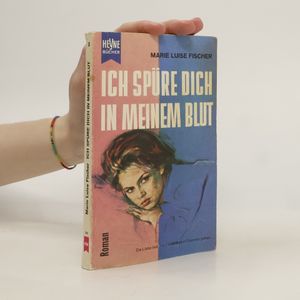 HEYNE
BÜCHER
MARIE LUISE FISCHER
ICH SPÜRE DICH
IN MEINEM BLUT
Roman
Marie Luise Fischer ICH SPÜRE DICH IN MEINEM BLUT